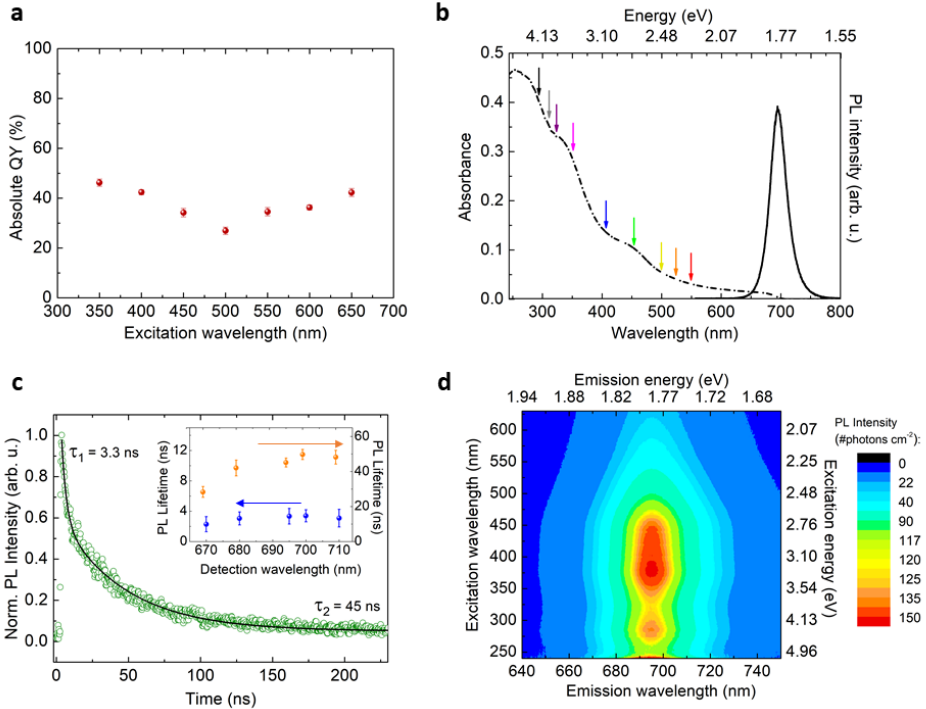 a
100
80
60
40
20
0
300 350 400 450 500 550 600 650 700
Absolute QY (%)
Excitation wavelength (nm)
b
Energy (eV)
4.13 3.10 2.48 2.07 1.77 1.55
0.5
0.4
0.3
0.2
0.1
0.0
300 400 500 600 700 800
Absorbance
PL intensity (arb. u.)
Wavelength (nm)
c
1.0
0.8
0.6
0.4
0.2
0.0
0 50 100 150 200
Norm. PL Intensity (arb. u.)
Time (ns)
τ1 = 3.3 ns
τ2 = 45 ns
12
8
4
0
60
40
20
0
670 680 690 700 710
PL Lifetime (ns)
PL Lifetime (ns)
Detection wavelength (nm)
d
Emission energy (eV)
1.94 1.88 1.82 1.77 1.72 1.68
600
550
500
450
400
350
300
250
640 660 680 700 720 740
Excitation wavelength (nm)
Emission wavelength (nm)
2.07
2.25
2.48
2.76
3.10
3.54
4.13
4.96
Excitation energy (eV)
PL Intensity
(#photons cm⁻²:)
0
22
40
90
117
125
135
150